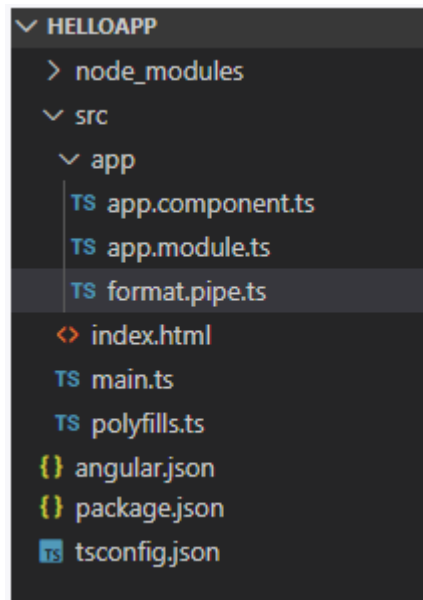 HELLOAPP
node_modules
src
app
TS app.component.ts
TS app.module.ts
TS format.pipe.ts
<> index.html
TS main.ts
TS polyfills.ts
{} angular.json
{} package.json
TS tsconfig.json